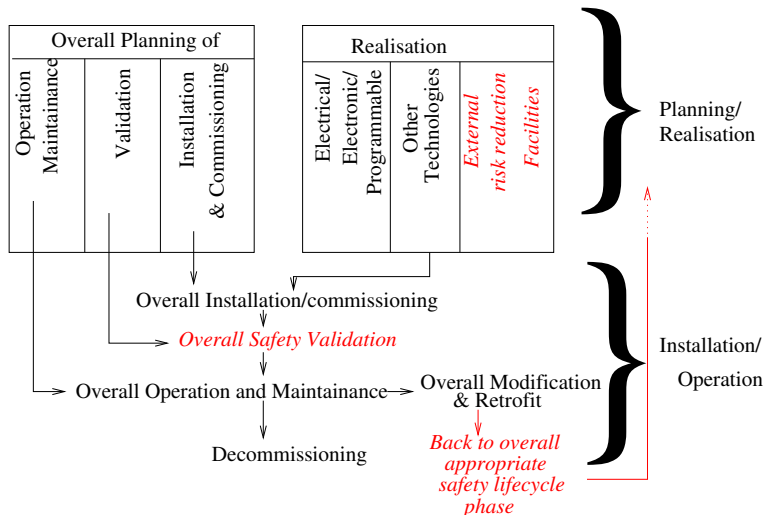 Overall Planning of
Operation
Maintainance
Validation
Installation
& Commissioning
Realisation
Electrical/
Electronic/
Programmable
Other
Technologies
External
risk reduction
Facilities
Planning/
Realisation
Overall Installation/commissioning
Overall Safety Validation
Overall Operation and Maintainance
Overall Modification
& Retrofit
Decommissioning
Back to overall
appropriate
safety lifecycle
phase
Installation/
Operation